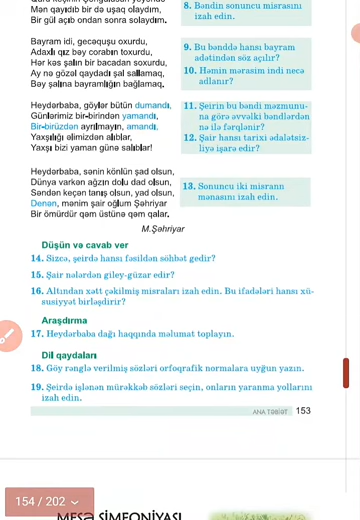 Mən qayıdıb bir də uşaq olaydım,
Bir gül açıb ondan sonra solaydım.
8. Bəndin sonuncu misrasını
izah edin.
Bayram idi, gecəquşu oxurdu,
Adaxlı qız bəy corabın toxurdu,
Hər kəs şalın bir bacadan soxurdu,
Ay nə gözəl qaydadı şal sallamaq,
Bəy şalına bayramlığın bağlamaq.
9. Bu bənddə hansı bayram
adətindən söz açılır?
10. Həmin mərasim indi necə
adlanır?
Heydərbaba, göylər bütün dumandı,
Günlərimiz bir-birindən yamandı,
Bir-birüzdən ayrılmayın, amandı.
Yaxşılığı əlimizdən alıblar,
Yaxşı bizi yaman günə salıblar!
11. Şeirin bu bəndi məzmunu-
na görə əvvəlki bəndlərdən
nə ilə fərqlənir?
12. Şair hansı tarixi ədalətsiz-
liyə işarə edir?
Heydərbaba, sənin könlün şad olsun,
Dünya varkən ağzın dolu dad olsun,
Səndən keçən tanış olsun, yad olsun,
Denən, mənim şair oğlum Şəhriyar
Bir ömürdür qəm üstünə qəm qalar.
13. Sonuncu iki misranın
mənasını izah edin.
M.Şəhriyar
Düşün və cavab ver
14. Sizcə, şeirdə hansı fəsildən söhbət gedir?
15. Şair nələrdən giley-güzar edir?
16. Altından xətt çəkilmiş misraları izah edin. Bu ifadələri hansı xü-
susiyyət birləşdirir?
Araşdırma
17. Heydərbaba dağı haqqında məlumat toplayın.
Dil qaydaları
18. Göy rənglə verilmiş sözləri orfoqrafik normalara uyğun yazın.
19. Şeirdə işlənən mürəkkəb sözləri seçin, onların yaranma yollarını
izah edin.
ANA TƏBİƏT 153
154 / 202
MEŞƏ SİMFONİYASI